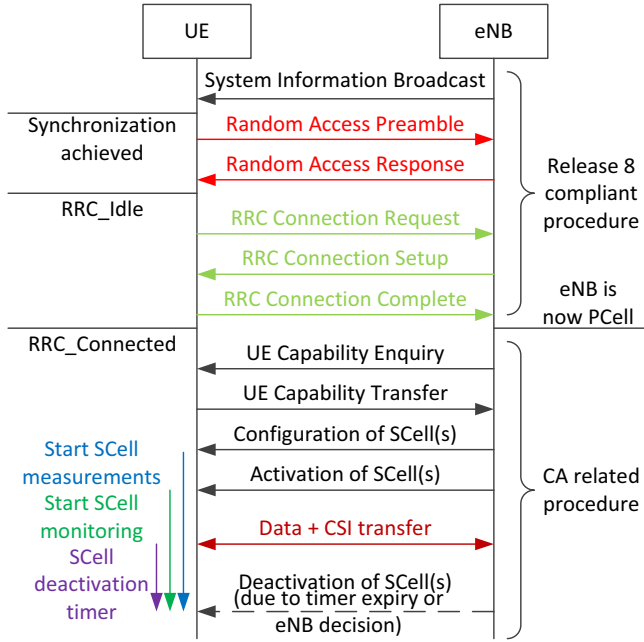 UE
eNB
System Information Broadcast
Synchronization
achieved
Random Access Preamble
Random Access Response
Release 8
compliant
procedure
RRC_Idle
RRC Connection Request
RRC Connection Setup
RRC Connection Complete
eNB is
now PCell
RRC_Connected
UE Capability Enquiry
UE Capability Transfer
Configuration of SCell(s)
Start SCell
measurements
Activation of SCell(s)
CA related
procedure
Start SCell
monitoring
Data + CSI transfer
SCell
deactivation
timer
Deactivation of SCell(s)
(due to timer expiry or
eNB decision)